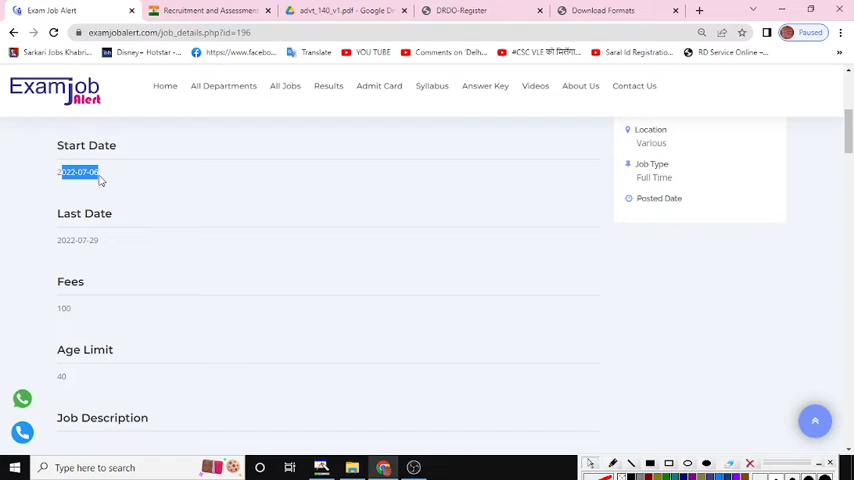 Exam Job Alert
Recruitment and Assessment
advt_140_v1.pdf - Google Dr
DRDO-Register
Download Formats
examjobalert.com/job_details.php?id=196
Paused
Sarkari Jobs Khabri...
Disney+ Hotstar -...
https://www.facebo...
Translate
YOU TUBE
Comments on 'Delh...
#CSC VLE को मिलेगा...
Saral Id Registratio...
RD Service Online –...
ExamJob
Alert
Home
All Departments
All Jobs
Results
Admit Card
Syllabus
Answer Key
Videos
About Us
Contact Us
Location
Various
Start Date
Job Type
2022-07-06
Full Time
Posted Date
Last Date
2022-07-29
Fees
100
Age Limit
40
Job Description
Type here to search